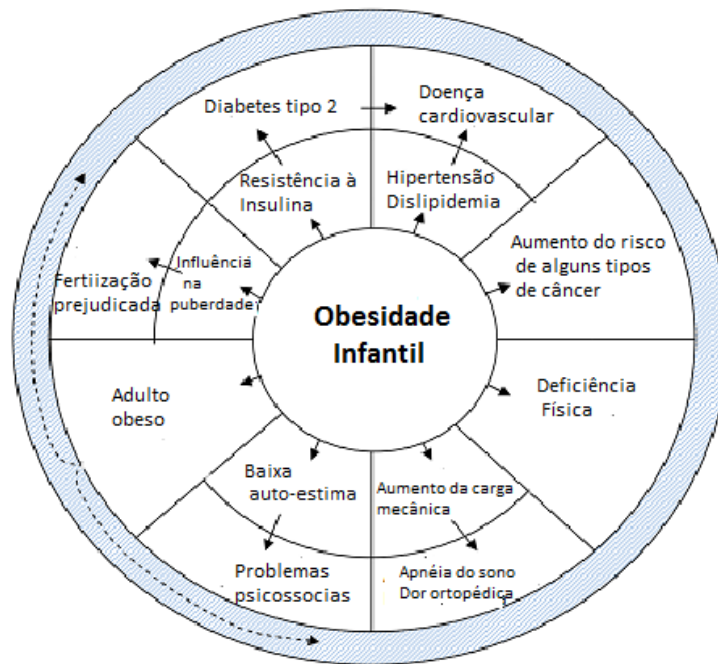 Diabetes tipo 2
Doença
cardiovascular
Resistência à
Insulina
Hipertensão
Dislipidemia
Fertiização
prejudicada
Influência
na
puberdade
Aumento do risco
de alguns tipos
de câncer
Obesidade
Infantil
Adulto
obeso
Deficiência
Física
Baixa
auto-estima
Aumento da carga
mecânica
Problemas
psicossocias
Apnéia do sono
Dor ortopédica